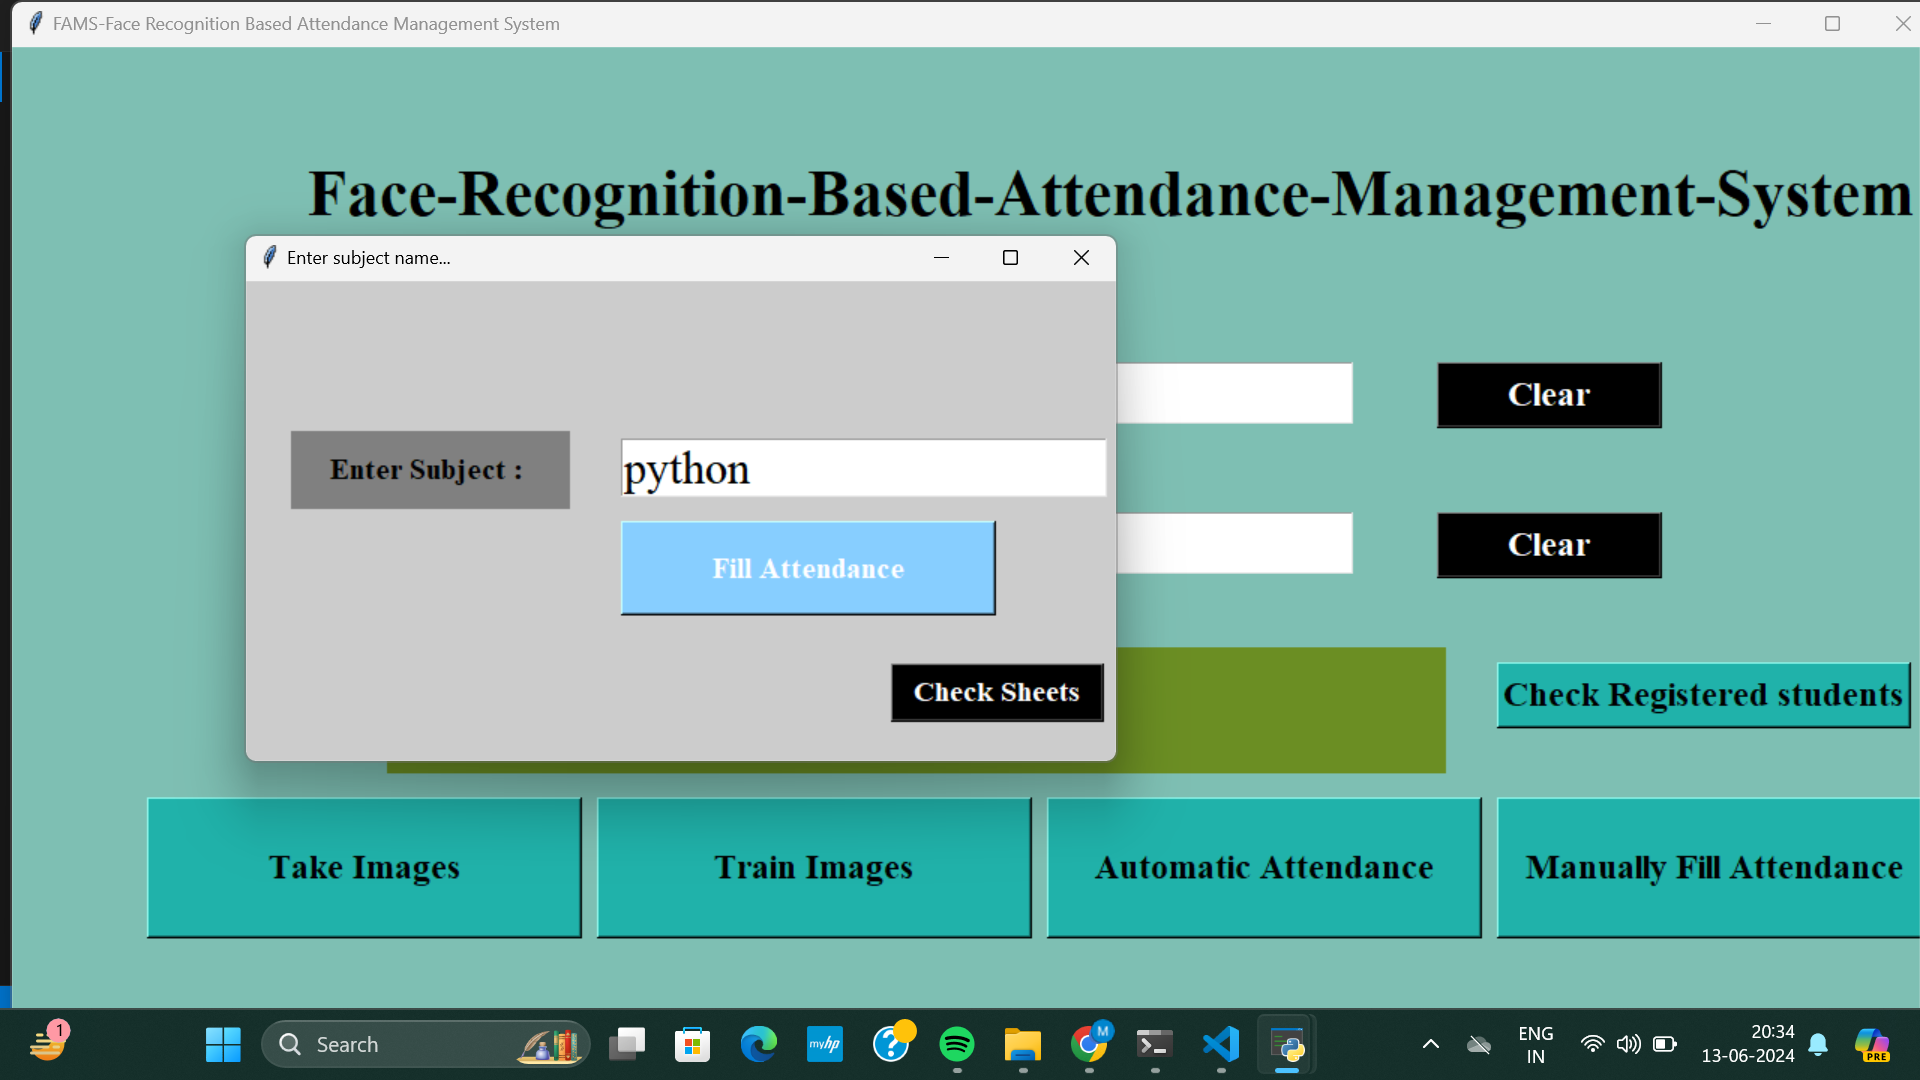 FAMS-Face Recognition Based Attendance Management System
Face-Recognition-Based-Attendance-Management-System
Enter subject name...
Enter Subject :
python
Fill Attendance
Check Sheets
Clear
Clear
Check Registered students
Take Images
Train Images
Automatic Attendance
Manually Fill Attendance
1
Search
myhp
?
M
ENG
IN
20:34
13-06-2024
PRE